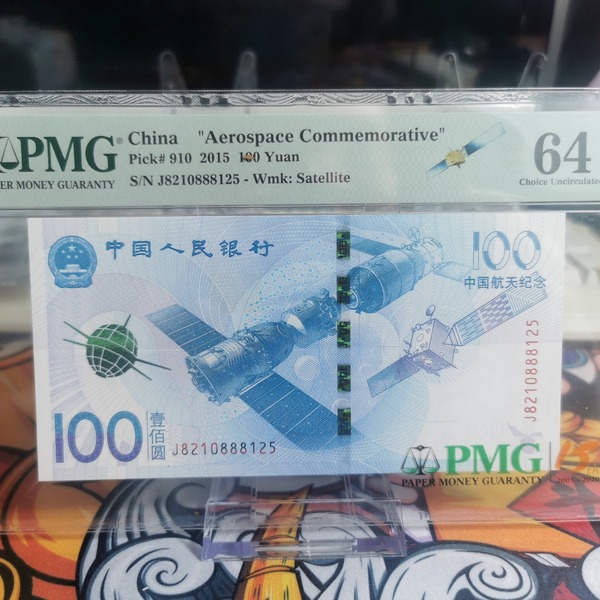 PMG®
PAPER MONEY GUARANTY
China "Aerospace Commemorative"
Pick# 910 2015 100 Yuan
S/N J8210888125 - Wmk: Satellite
64
Choice Uncirculated
中国人民银行
100
中国航天纪念
J8210888125
100
壹佰圆
J8210888125
PMG
PAPER MONEY GUARANTY